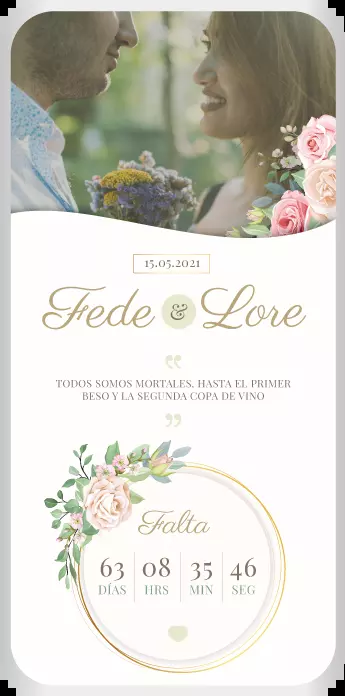 15.05.2021
Fede & Lore
“
TODOS SOMOS MORTALES. HASTA EL PRIMER
BESO Y LA SEGUNDA COPA DE VINO
”
Falta
63 08 35 46
DÍAS HRS MIN SEG